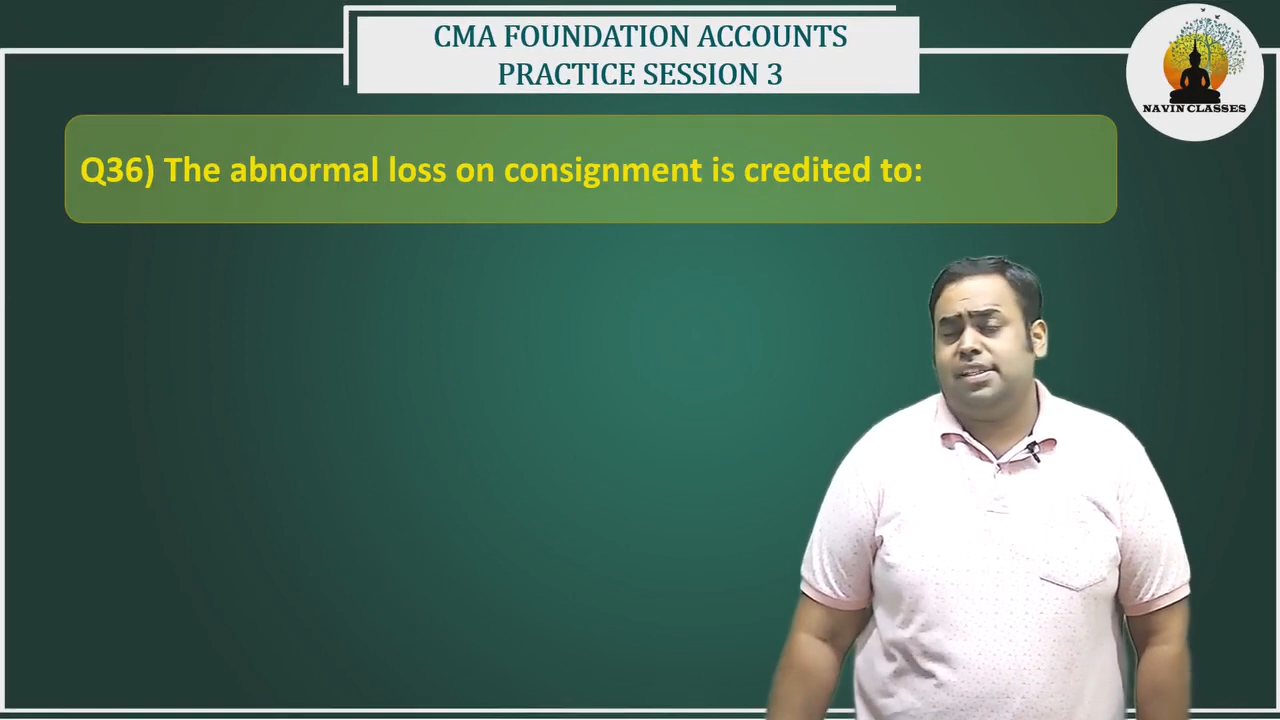 CMA FOUNDATION ACCOUNTS
PRACTICE SESSION 3
NAVIN CLASSES
Q36) The abnormal loss on consignment is credited to: